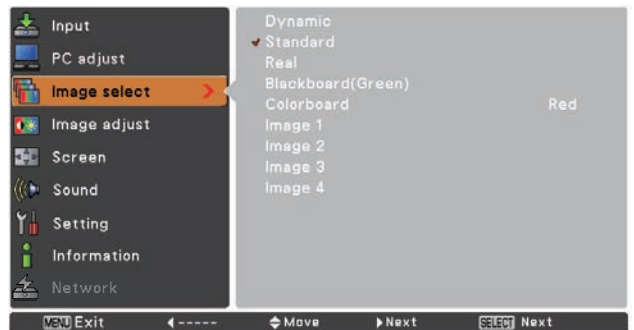 Input
PC adjust
Image select
Image adjust
Screen
Sound
Setting
Information
Network
Dynamic
Standard
Real
Blackboard(Green)
Colorboard Red
Image 1
Image 2
Image 3
Image 4
MENU Exit ----- Move Next SELECT Next